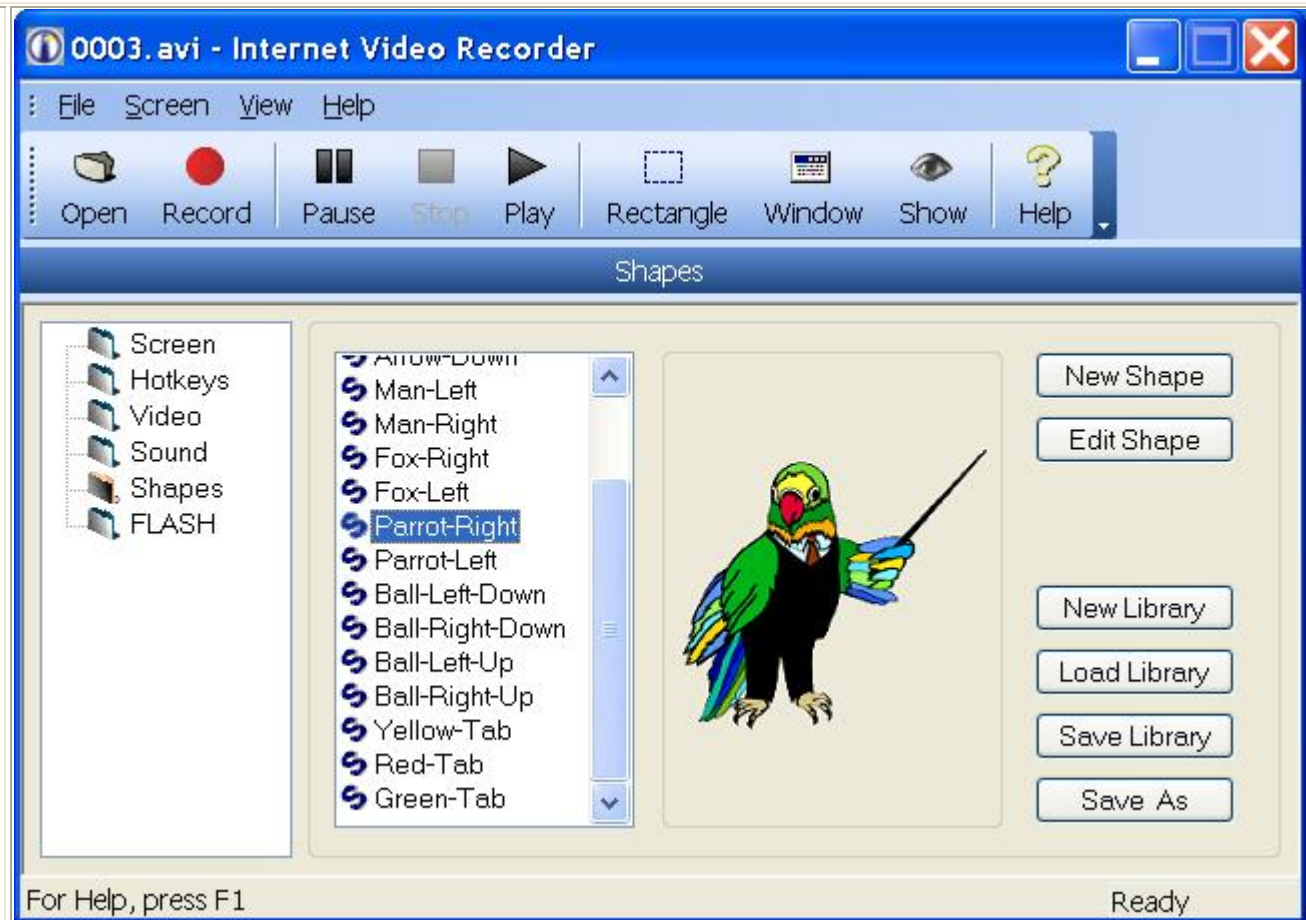 0003.avi - Internet Video Recorder
File Screen View Help
Open Record Pause Stop Play Rectangle Window Show Help
Shapes
Screen
Hotkeys
Video
Sound
Shapes
FLASH
Arrow-Down
Man-Left
Man-Right
Fox-Right
Fox-Left
Parrot-Right
Parrot-Left
Ball-Left-Down
Ball-Right-Down
Ball-Left-Up
Ball-Right-Up
Yellow-Tab
Red-Tab
Green-Tab
New Shape
Edit Shape
New Library
Load Library
Save Library
Save As
For Help, press F1
Ready